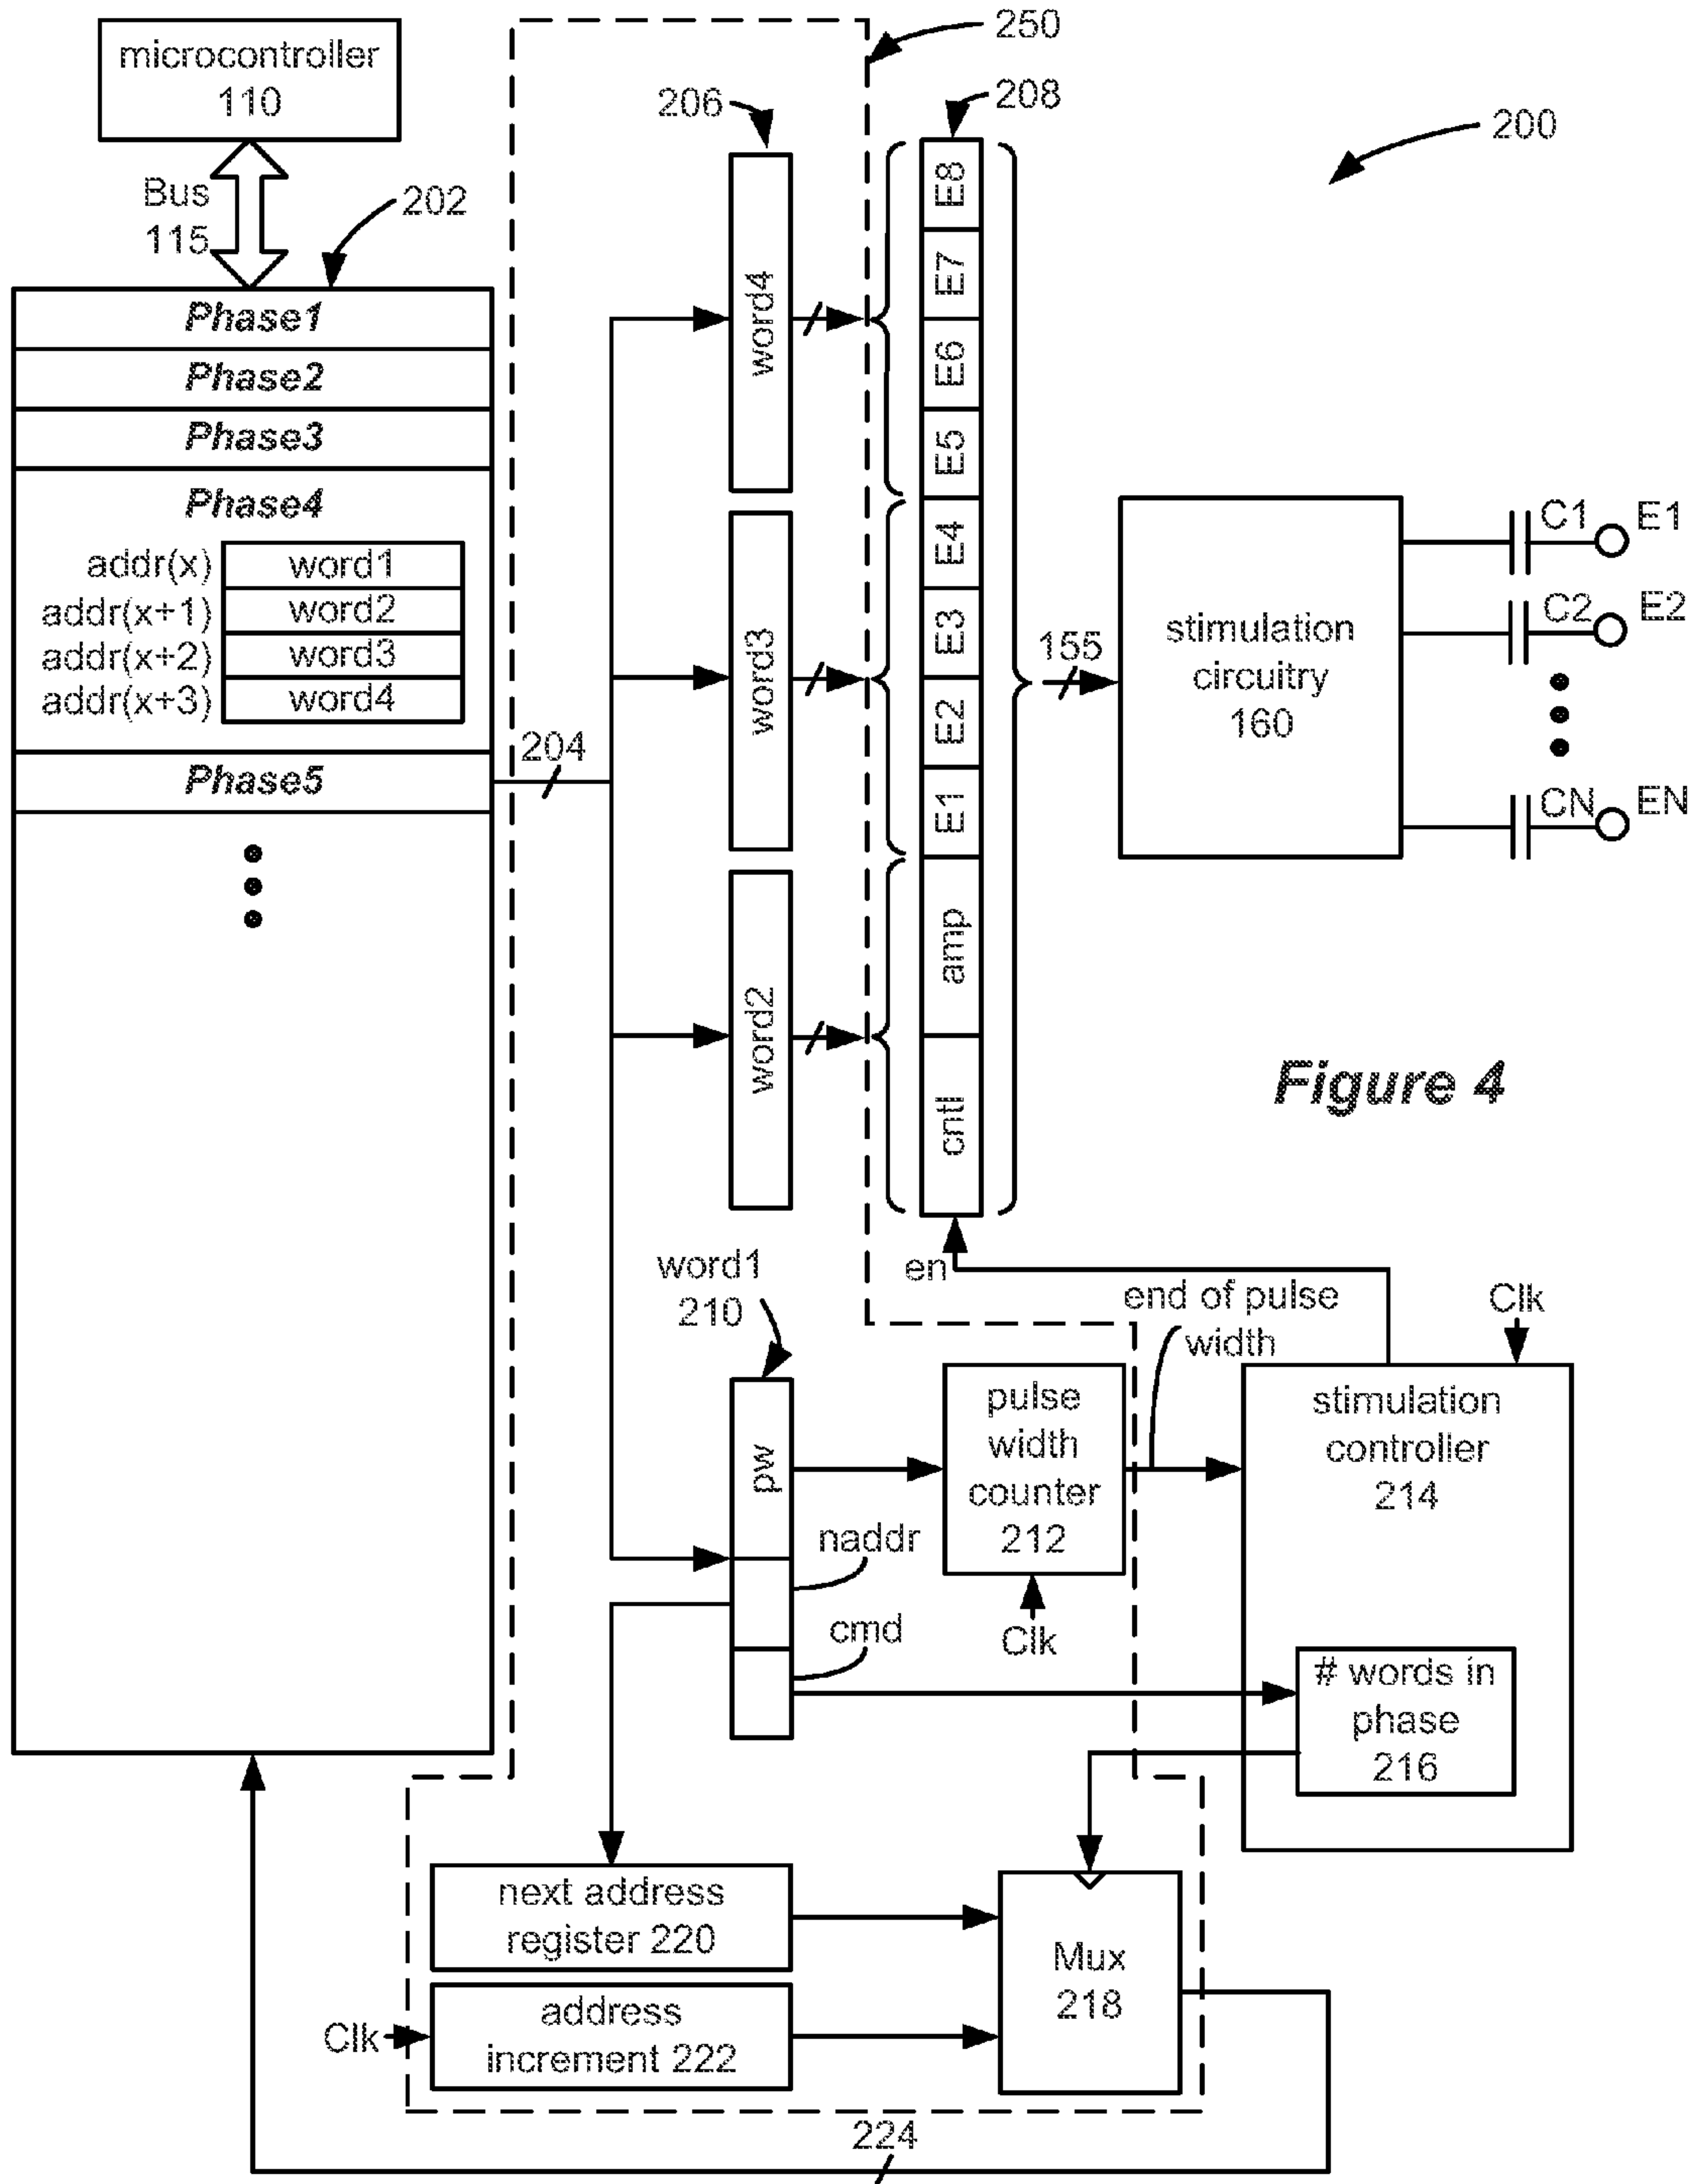 microcontroller
110
Bus
115
202
Phase1
Phase2
Phase3
Phase4
addr(x) word1
addr(x+1) word2
addr(x+2) word3
addr(x+3) word4
Phase5
204
250
206
208
200
word4
word3
word2
E8
E7
E6
E5
E4
E3
E2
E1
amp
cntl
155
stimulation
circuitry
160
C1 E1
C2 E2
CN EN
Figure 4
en
word1
210
pw
naddr
cmd
pulse
width
counter
212
Clk
end of pulse
width
Clk
stimulation
controller
214
# words in
phase
216
next address
register 220
Clk
address
increment 222
Mux
218
224